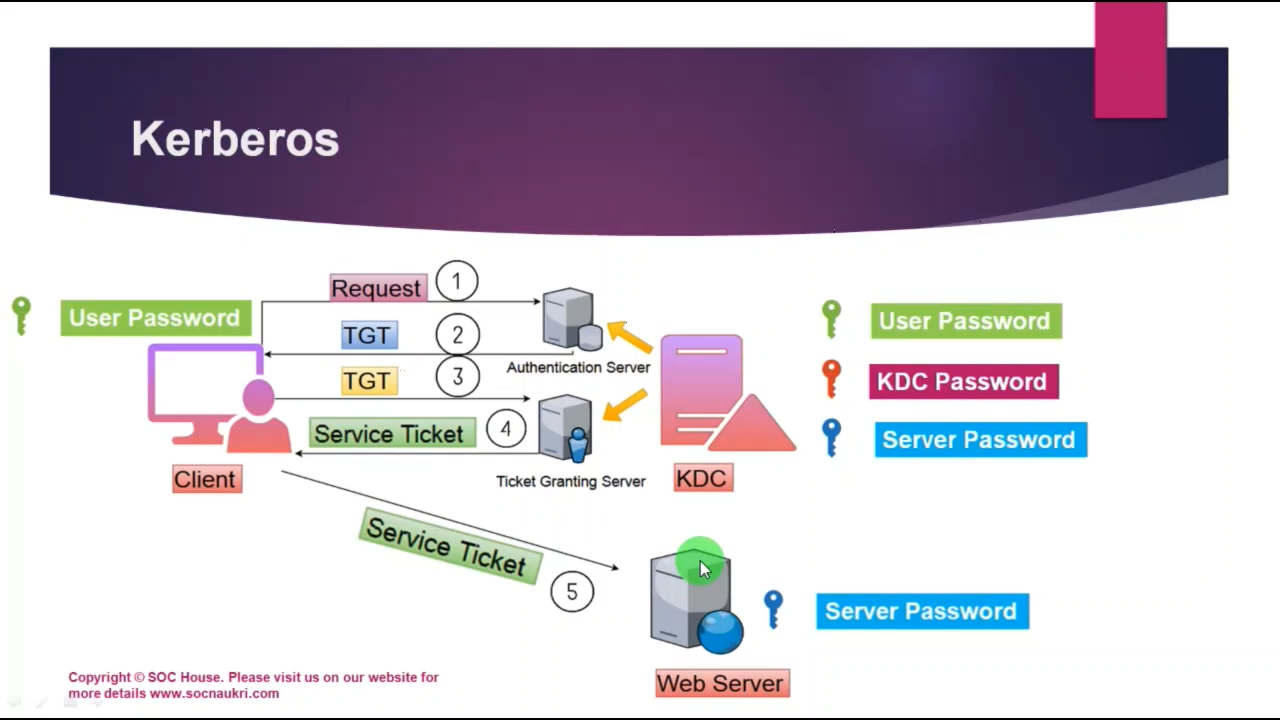 Kerberos
Request
1
User Password
TGT
2
Authentication Server
TGT
3
Service Ticket
4
Ticket Granting Server
Client
KDC
User Password
KDC Password
Server Password
Service Ticket
5
Server Password
Web Server
Copyright © SOC House. Please visit us on our website for
more details www.socnaukri.com